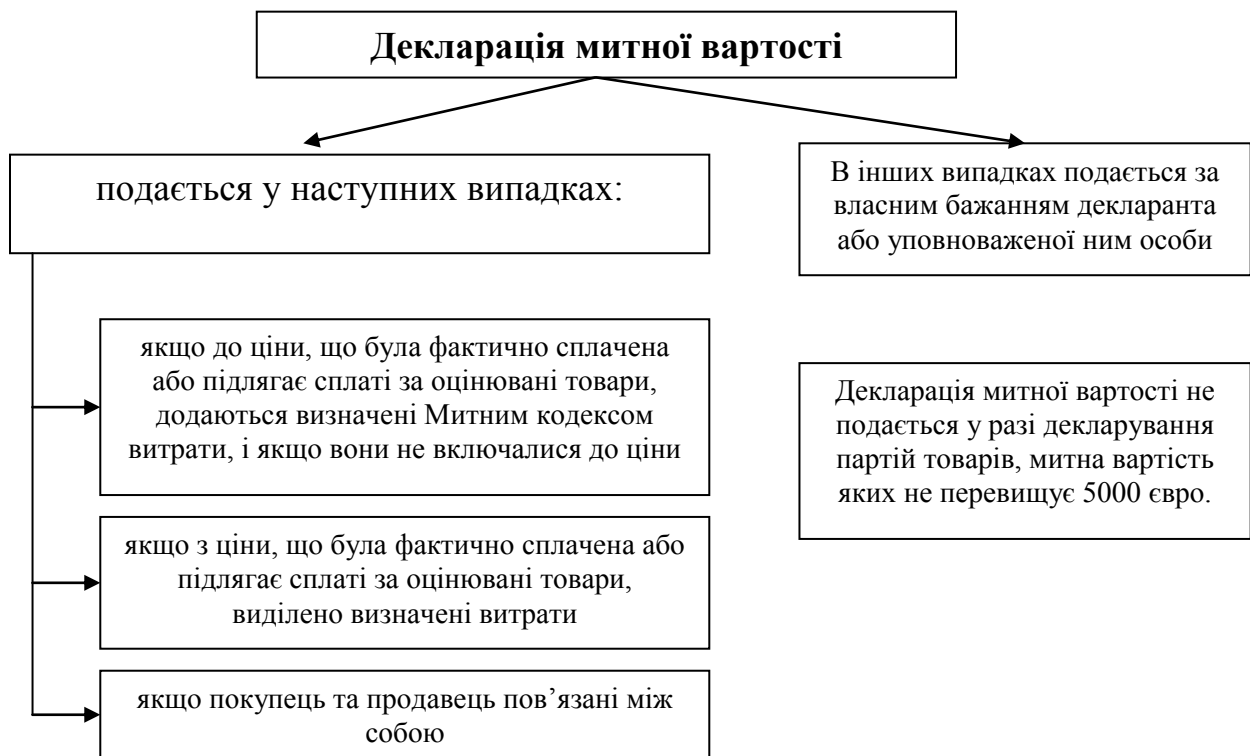 Декларація митної вартості
подається у наступних випадках:
В інших випадках подається за
власним бажанням декларанта
або уповноваженої ним особи
якщо до ціни, що була фактично сплачена
або підлягає сплаті за оцінювані товари,
додаються визначені Митним кодексом
витрати, і якщо вони не включалися до ціни
Декларація митної вартості не
подається у разі декларування
партій товарів, митна вартість
яких не перевищує 5000 євро.
якщо з ціни, що була фактично сплачена або
підлягає сплаті за оцінювані товари,
виділено визначені витрати
якщо покупець та продавець пов’язані між
собою